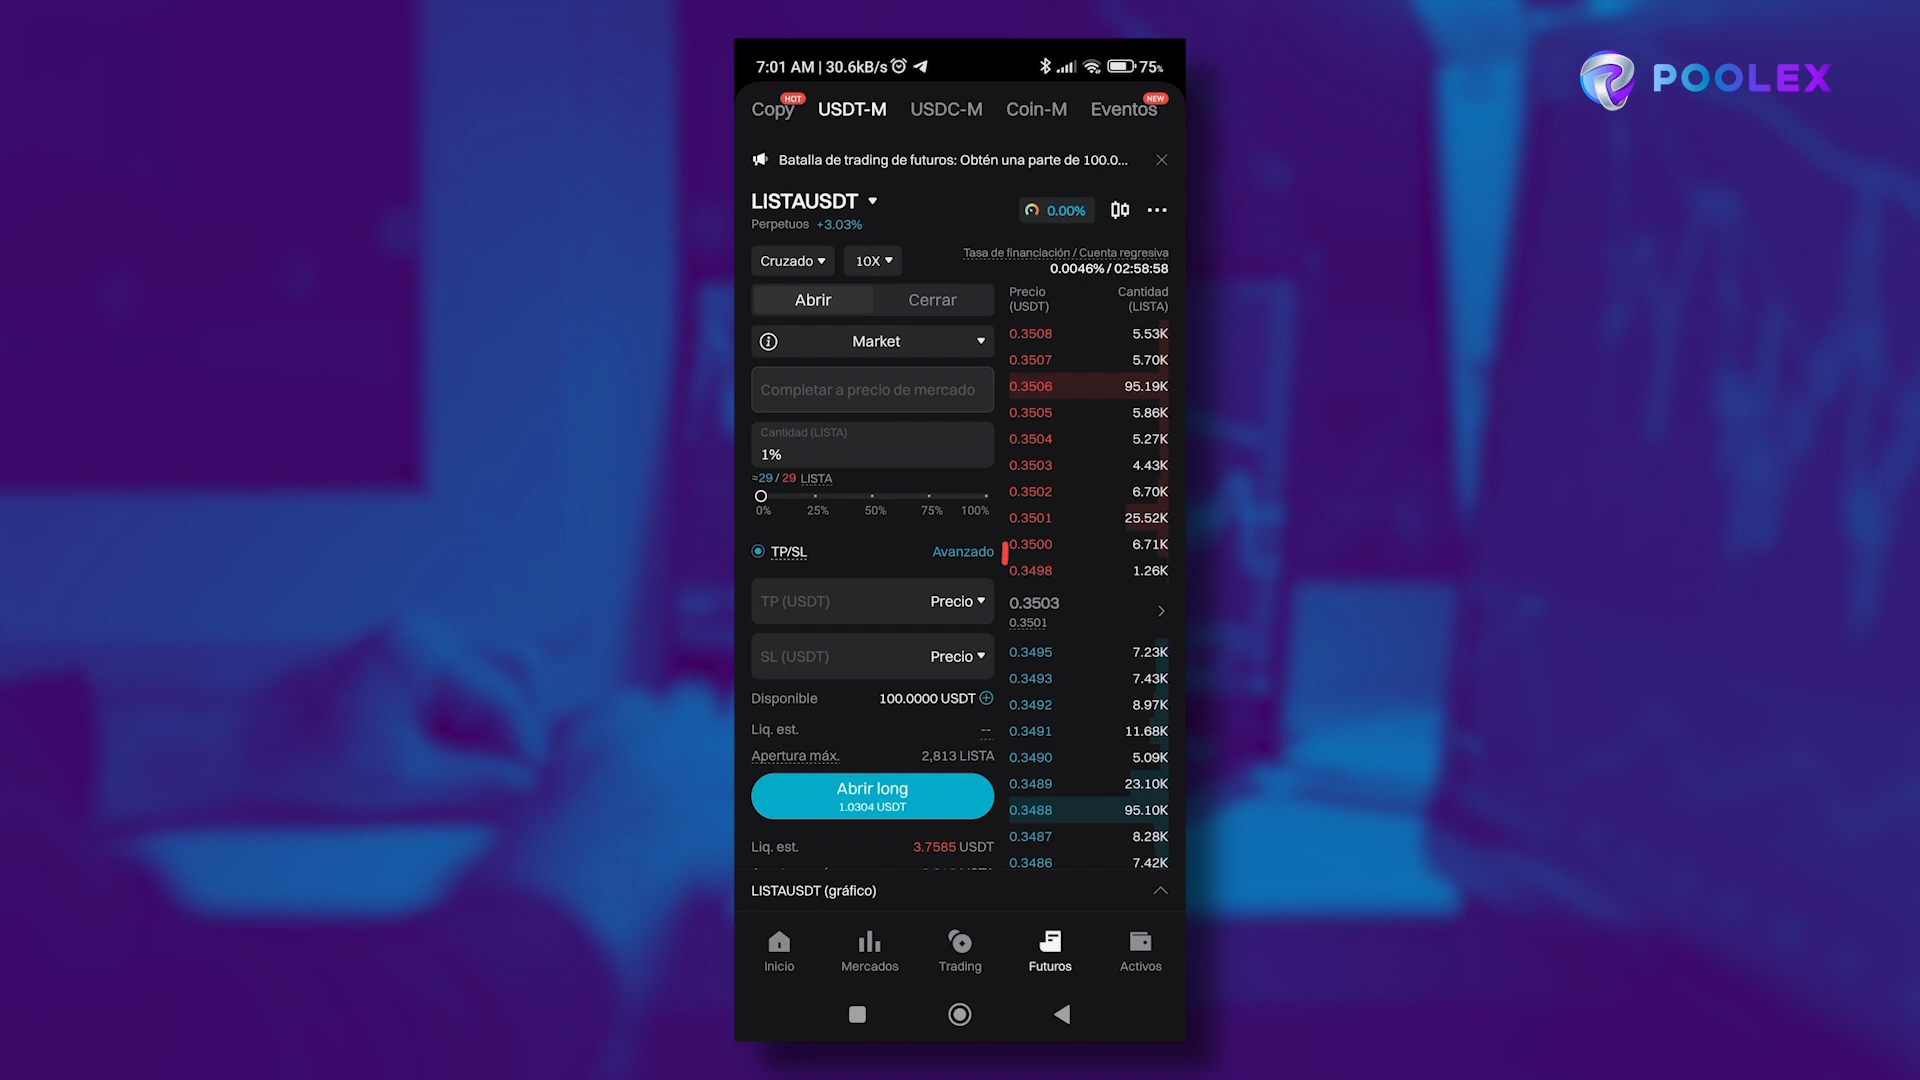 POOLEX
7:01 AM | 30.6kB/s
75%
Copy HOT USDT-M USDC-M Coin-M Eventos NEW
Batalla de trading de futuros: Obtén una parte de 100.0...
LISTAUSDT
0.00%
Perpetuos +3.03%
Cruzado 10X
Tasa de financiación / Cuenta regresiva
0.0046% / 02:58:58
Abrir Cerrar
Market
Completar a precio de mercado
Cantidad (LISTA)
1%
≈29 / 29 LISTA
0% 25% 50% 75% 100%
TP/SL Avanzado
TP (USDT) Precio
SL (USDT) Precio
Disponible 100.0000 USDT
Liq. est. --
Apertura máx. 2,813 LISTA
Abrir long
1.0304 USDT
Liq. est. 3.7585 USDT
Precio Cantidad
(USDT) (LISTA)
0.3508 5.53K
0.3507 5.70K
0.3506 95.19K
0.3505 5.86K
0.3504 5.27K
0.3503 4.43K
0.3502 6.70K
0.3501 25.52K
0.3500 6.71K
0.3498 1.26K
0.3503
0.3501
0.3495 7.23K
0.3493 7.43K
0.3492 8.97K
0.3491 11.68K
0.3490 5.09K
0.3489 23.10K
0.3488 95.10K
0.3487 8.28K
0.3486 7.42K
LISTAUSDT (gráfico)
Inicio Mercados Trading Futuros Activos